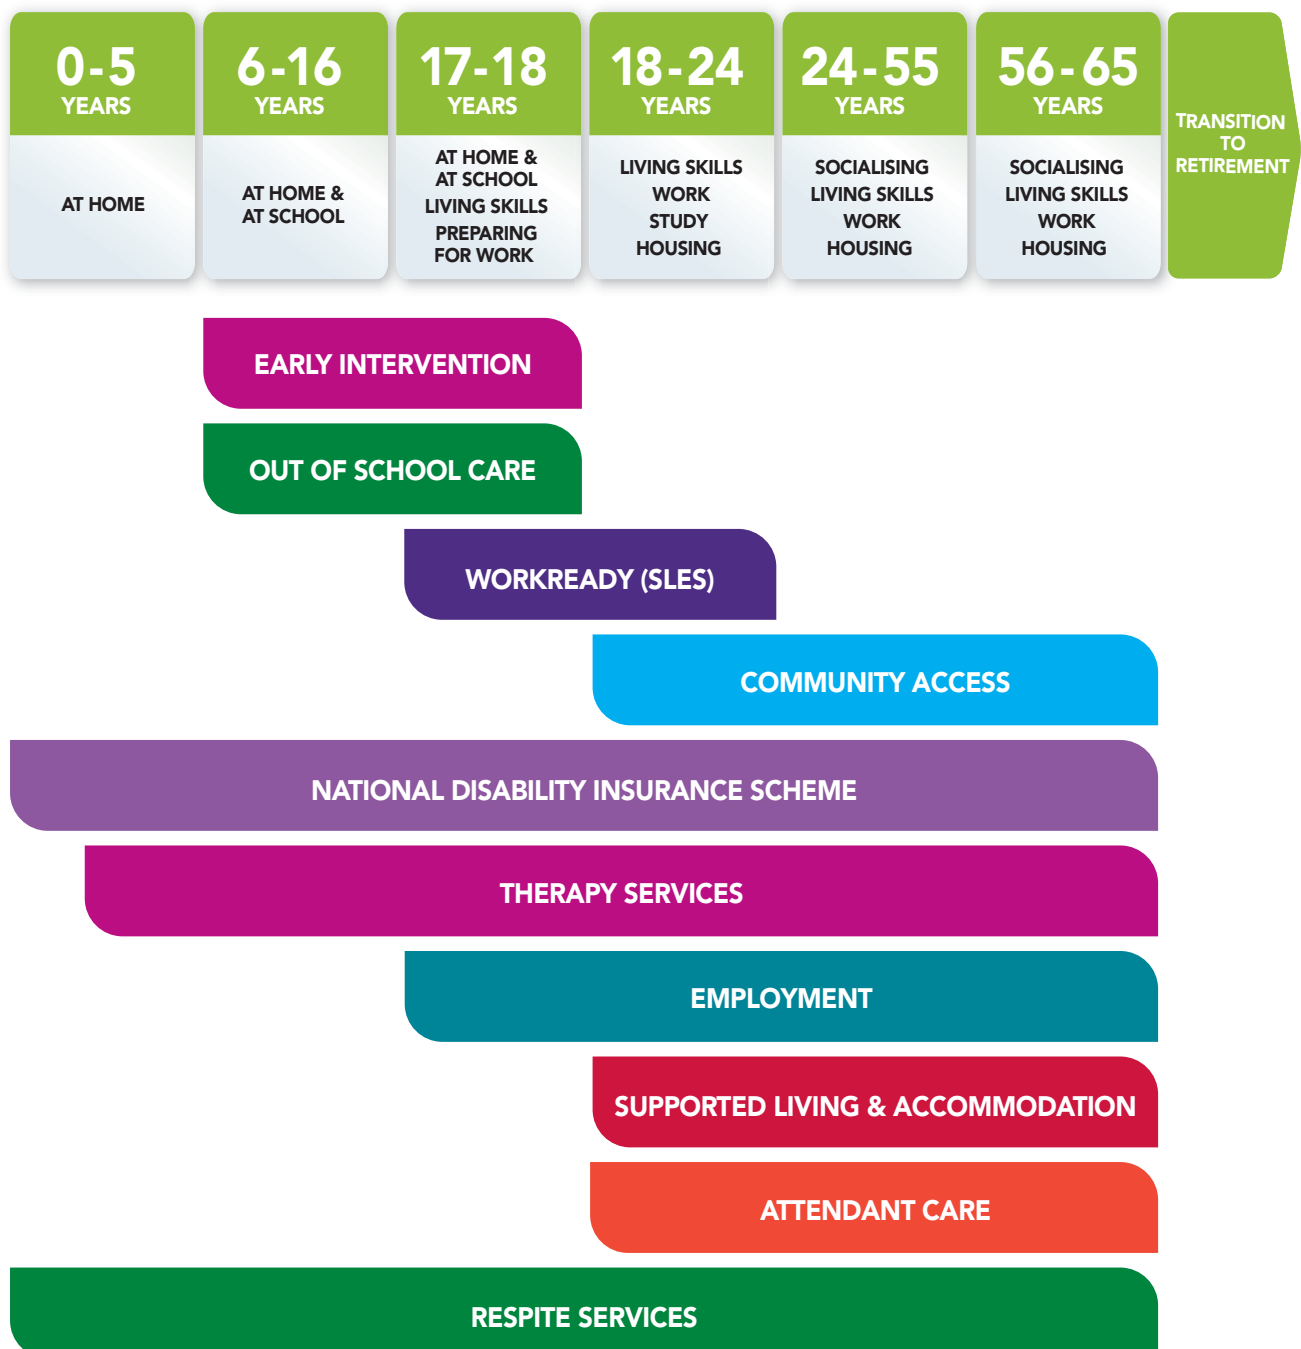 0-5
YEARS
AT HOME
6-16
YEARS
AT HOME &
AT SCHOOL
17-18
YEARS
AT HOME &
AT SCHOOL
LIVING SKILLS
PREPARING
FOR WORK
18-24
YEARS
LIVING SKILLS
WORK
STUDY
HOUSING
24-55
YEARS
SOCIALISING
LIVING SKILLS
WORK
HOUSING
56-65
YEARS
SOCIALISING
LIVING SKILLS
WORK
HOUSING
TRANSITION
TO
RETIREMENT
EARLY INTERVENTION
OUT OF SCHOOL CARE
WORKREADY (SLES)
COMMUNITY ACCESS
NATIONAL DISABILITY INSURANCE SCHEME
THERAPY SERVICES
EMPLOYMENT
SUPPORTED LIVING & ACCOMMODATION
ATTENDANT CARE
RESPITE SERVICES